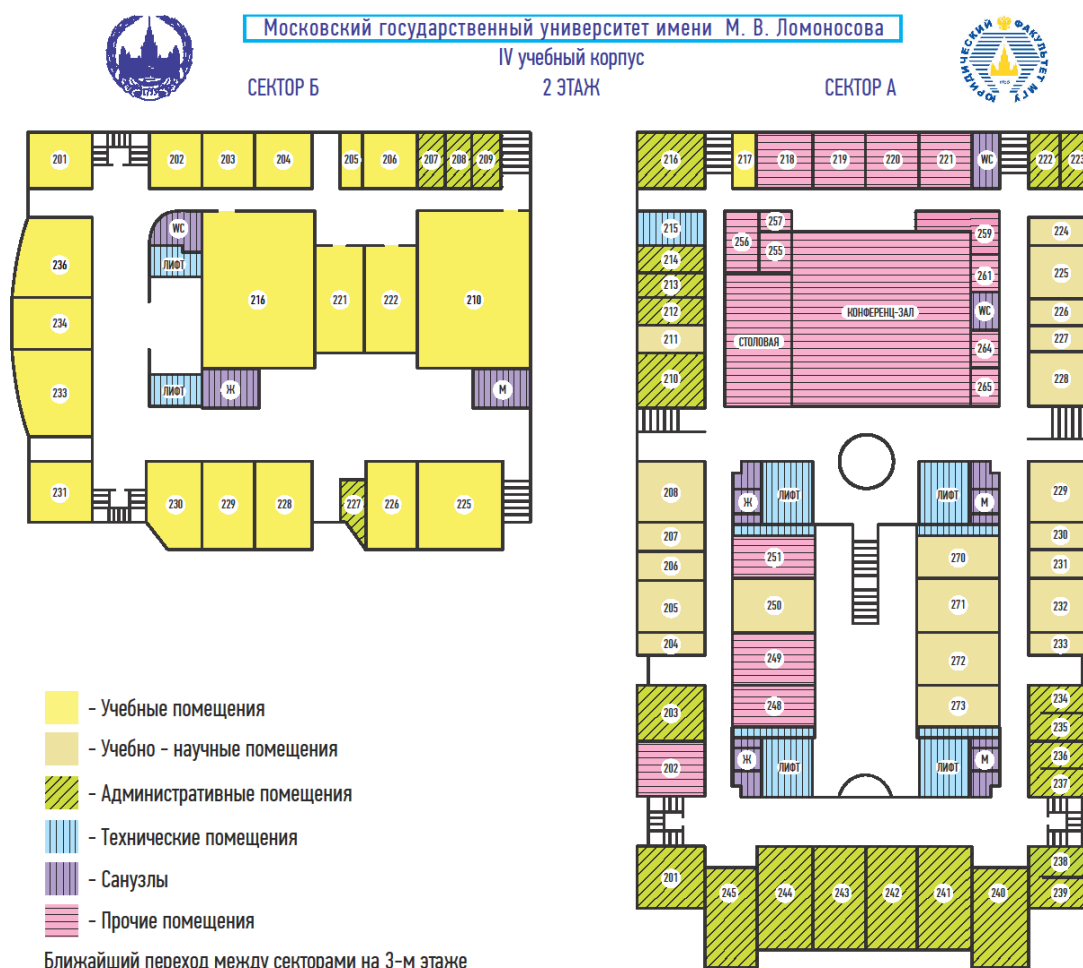 Московский государственный университет имени М. В. Ломоносова
IV учебный корпус
СЕКТОР Б 2 ЭТАЖ СЕКТОР А
ЮРИДИЧЕСКИЙ ФАКУЛЬТЕТ МГУ
1755
201 202 203 204 205 206 207 208 209
WC
ЛИФТ
236
216 221 222 210
234
233
ЛИФТ Ж М
231 230 229 228 227 226 225
216 217 218 219 220 221 WC 222 223
215 257 259 224
256 255
214 261 225
213
212 WC 226
КОНФЕРЕНЦ-ЗАЛ
211 227
СТОЛОВАЯ 264
210 265 228
208 Ж ЛИФТ ЛИФТ М 229
207 230
251 270
206 231
205 250 271 232
204 249 272 233
203 248 273 234
235
202 Ж ЛИФТ ЛИФТ М 236
237
238
201 245 244 243 242 241 240 239
- Учебные помещения
- Учебно - научные помещения
- Административные помещения
- Технические помещения
- Санузлы
- Прочие помещения
Ближайший переход между секторами на 3-м этаже